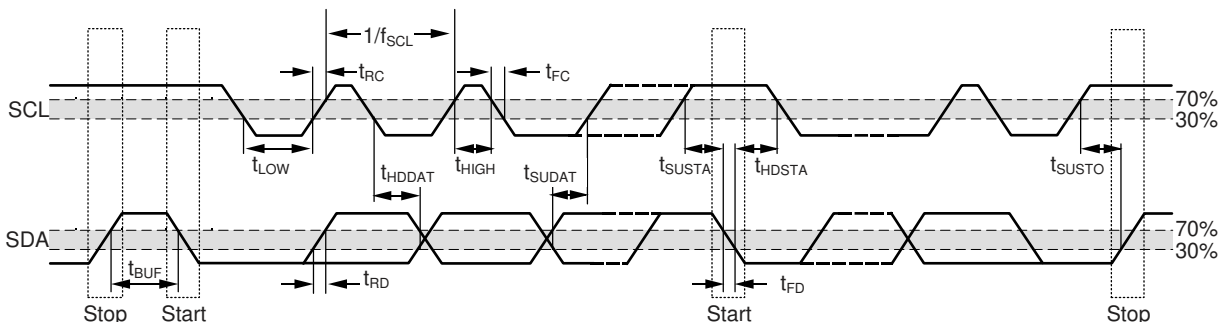 1/fSCL
tRC
tFC
SCL
70%
30%
tLOW
tHIGH
tHDDAT
tSUDAT
tSUSTA
tHDSTA
tSUSTO
SDA
70%
30%
tBUF
tRD
tFD
Stop
Start
Start
Stop